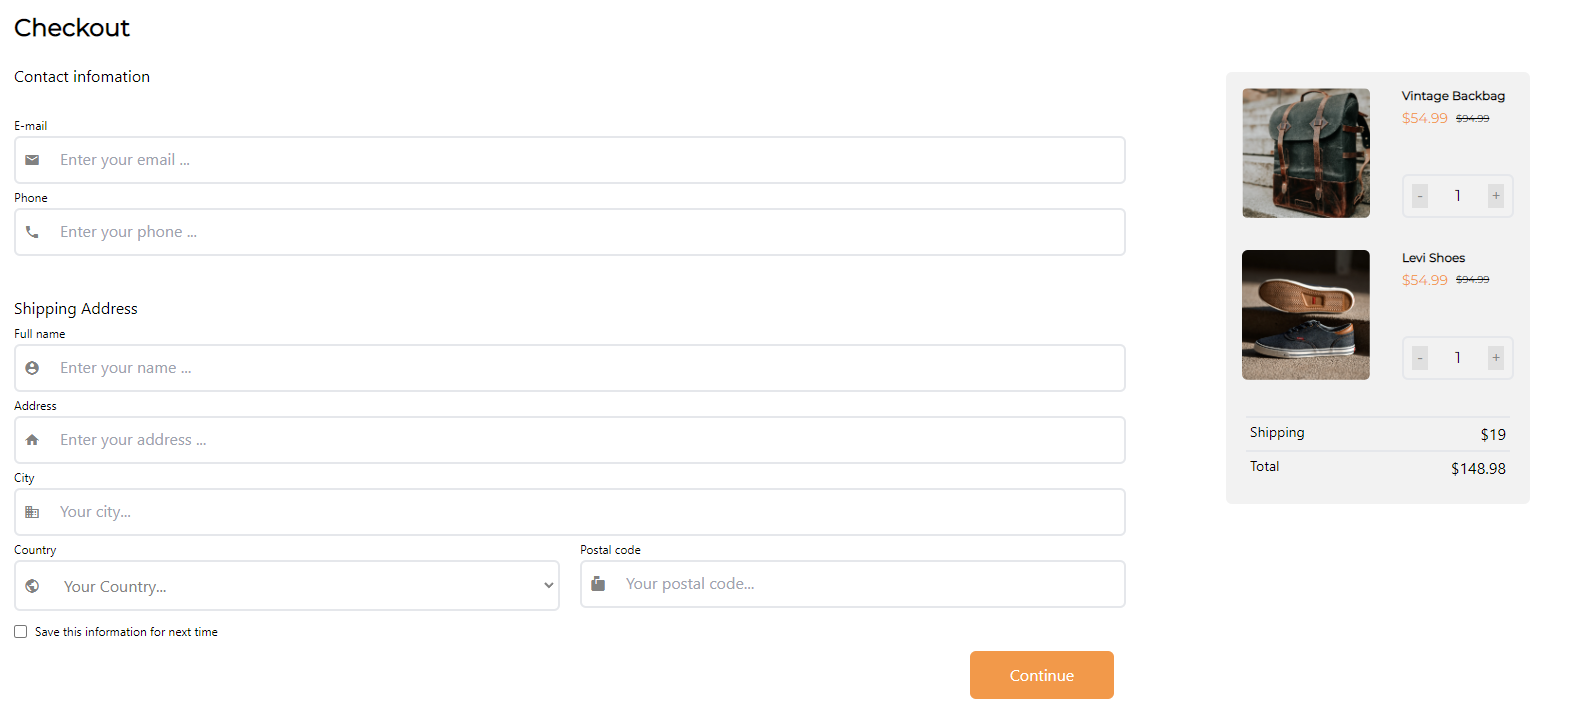 Checkout
Contact infomation
E-mail
Enter your email ...
Phone
Enter your phone ...
Shipping Address
Full name
Enter your name ...
Address
Enter your address ...
City
Your city...
Country
Postal code
Your Country...
Your postal code...
Save this information for next time
Continue
Vintage Backbag
$54.99 $94.99
- 1 +
Levi Shoes
$54.99 $94.99
- 1 +
Shipping $19
Total $148.98